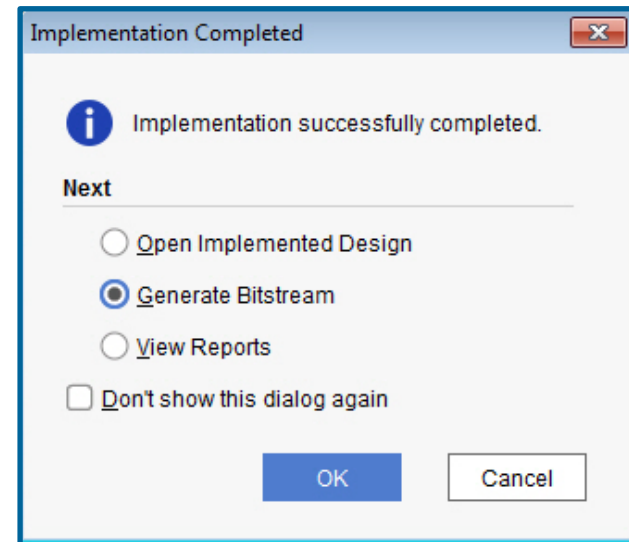 Implementation Completed
Implementation successfully completed.
Next
Open Implemented Design
Generate Bitstream
View Reports
Don't show this dialog again
OK Cancel